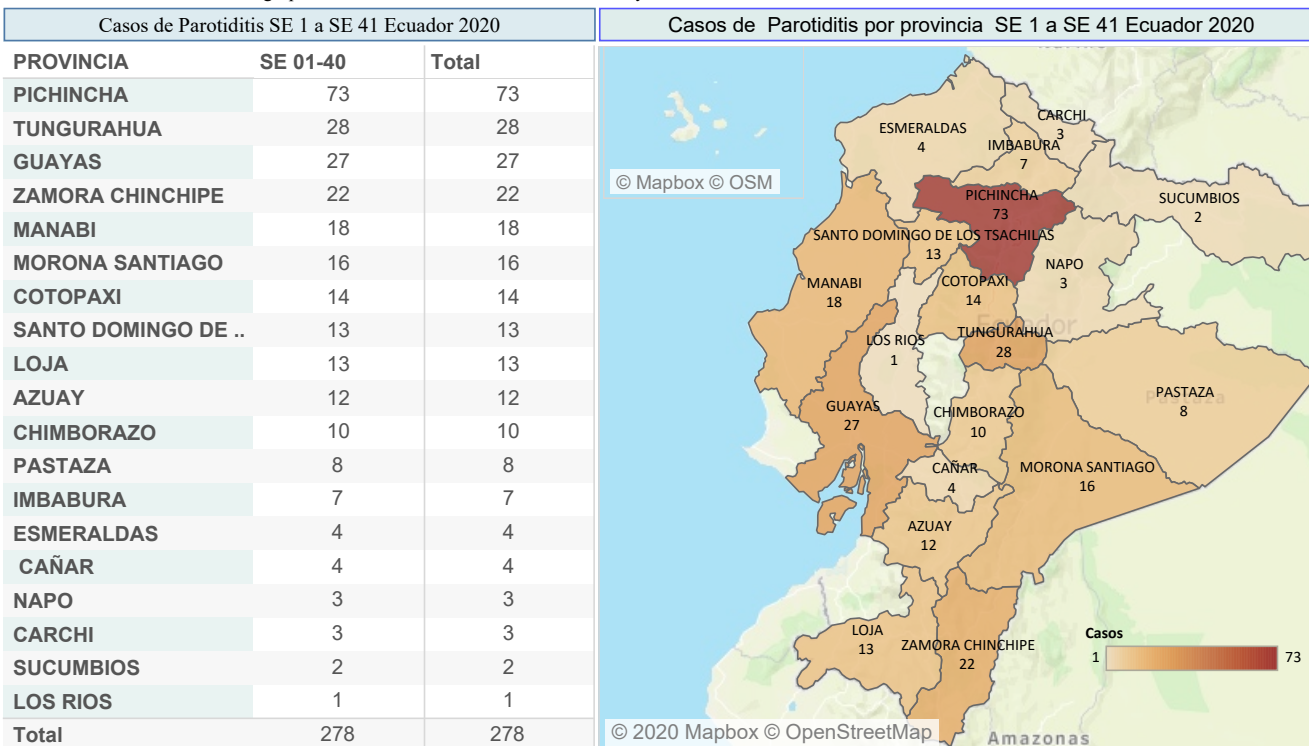 Casos de Parotiditis SE 1 a SE 41 Ecuador 2020
PROVINCIA SE 01-40 Total
PICHINCHA 73 73
TUNGURAHUA 28 28
GUAYAS 27 27
ZAMORA CHINCHIPE 22 22
MANABI 18 18
MORONA SANTIAGO 16 16
COTOPAXI 14 14
SANTO DOMINGO DE .. 13 13
LOJA 13 13
AZUAY 12 12
CHIMBORAZO 10 10
PASTAZA 8 8
IMBABURA 7 7
ESMERALDAS 4 4
CAÑAR 4 4
NAPO 3 3
CARCHI 3 3
SUCUMBIOS 2 2
LOS RIOS 1 1
Total 278 278
Casos de Parotiditis por provincia SE 1 a SE 41 Ecuador 2020
CARCHI
3
ESMERALDAS
4
IMBABURA
7
© Mapbox © OSM
PICHINCHA
73
SUCUMBIOS
2
SANTO DOMINGO DE LOS TSACHILAS
13
NAPO
3
MANABI
18
COTOPAXI
14
Ecuador
TUNGURAHUA
28
LOS RIOS
1
PASTAZA
Pastaza
8
GUAYAS
27
CHIMBORAZO
10
CAÑAR
4
MORONA SANTIAGO
16
AZUAY
12
LOJA
13
ZAMORA CHINCHIPE
22
Casos
1 73
© 2020 Mapbox © OpenStreetMap
Amazonas